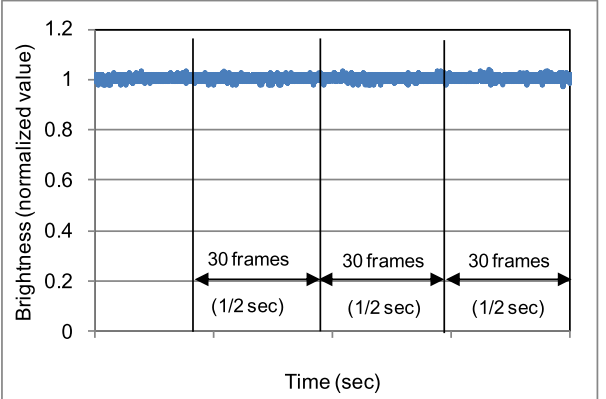 Brightness (normalized value)
1.2
1
0.8
0.6
0.4
0.2
0
30 frames
(1/2 sec)
30 frames
(1/2 sec)
30 frames
(1/2 sec)
Time (sec)